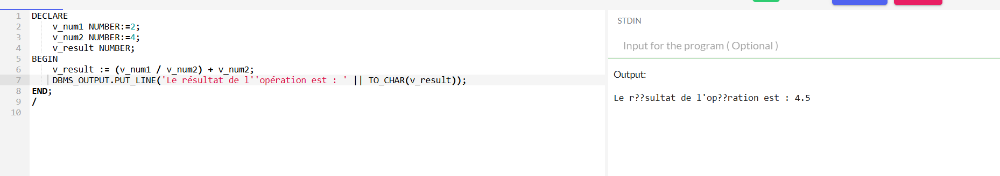 1 DECLARE
2 v_num1 NUMBER:=2;
3 v_num2 NUMBER:=4;
4 v_result NUMBER;
5 BEGIN
6 v_result := (v_num1 / v_num2) + v_num2;
7 DBMS_OUTPUT.PUT_LINE('Le résultat de l''opération est : ' || TO_CHAR(v_result));
8 END;
9 /
10
STDIN
Input for the program ( Optional )
Output:
Le r??sultat de l'op??ration est : 4.5